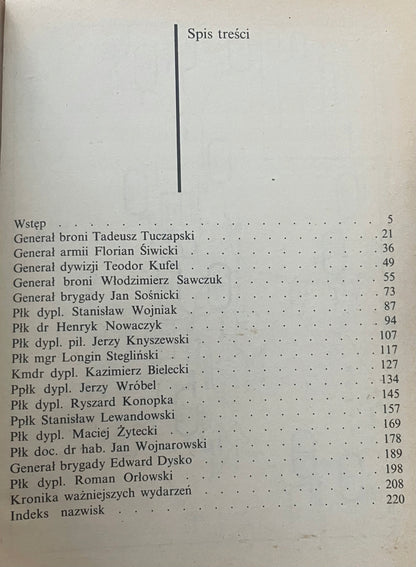 Spis treści
Wstęp . . . . . . . . . . . . . . . . 5
Generał broni Tadeusz Tuczapski . . . . . . . 21
Generał armii Florian Śiwicki . . . . . . . . 36
Generał dywizji Teodor Kufel . . . . . . . . 49
Generał broni Włodzimierz Sawczuk . . . . . . 55
Generał brygady Jan Sośnicki . . . . . . . . 73
Płk dypl. Stanisław Wojniak . . . . . . . . 87
Płk dr Henryk Nowaczyk . . . . . . . . . 94
Płk dypl. pil. Jerzy Knyszewski . . . . . . . 107
Płk mgr Longin Stegliński . . . . . . . . . 117
Kmdr dypl. Kazimierz Bielecki . . . . . . . 127
Ppłk dypl. Jerzy Wróbel . . . . . . . . . 134
Płk dypl. Ryszard Konopka . . . . . . . . 145
Ppłk Stanisław Lewandowski . . . . . . . . 157
Płk dypl. Maciej Żytecki . . . . . . . . . 169
Płk doc. dr hab. Jan Wojnarowski . . . . . . 178
Generał brygady Edward Dysko . . . . . . . 189
Płk dypl. Roman Orłowski . . . . . . . . . 198
Kronika ważniejszych wydarzeń . . . . . . . 208
Indeks nazwisk . . . . . . . . . . . . 220